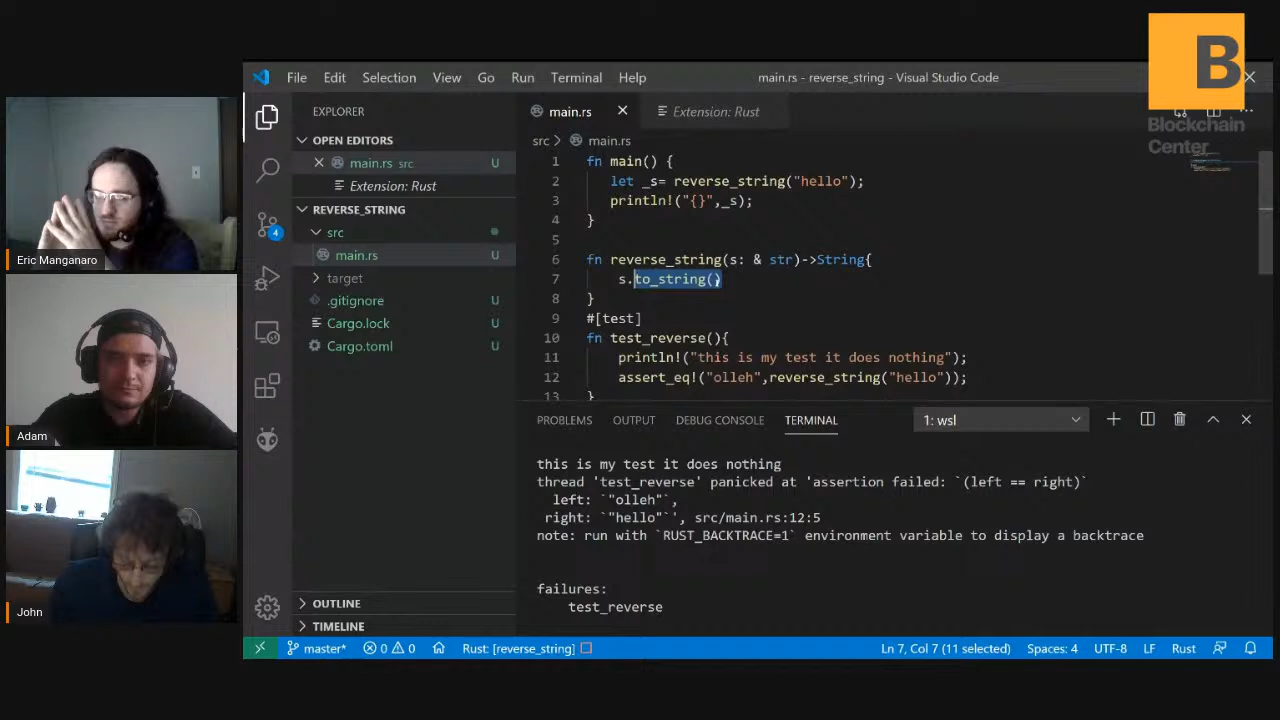 B
Blockchain
Center
File Edit Selection View Go Run Terminal Help
main.rs - reverse_string - Visual Studio Code
EXPLORER
OPEN EDITORS
main.rs src U
Extension: Rust
REVERSE_STRING
src
main.rs U
target
.gitignore U
Cargo.lock U
Cargo.toml U
OUTLINE
TIMELINE
4
main.rs
Extension: Rust
src > main.rs
1 fn main() {
2 let _s= reverse_string("hello");
3 println!("{}",_s);
4 }
5
6 fn reverse_string(s: & str)->String{
7 s.to_string()
8 }
9 #[test]
10 fn test_reverse(){
11 println!("this is my test it does nothing");
12 assert_eq!("olleh",reverse_string("hello"));
13 }
PROBLEMS OUTPUT DEBUG CONSOLE TERMINAL
1: wsl
this is my test it does nothing
thread 'test_reverse' panicked at 'assertion failed: `(left == right)`
left: `"olleh"`,
right: `"hello"`', src/main.rs:12:5
note: run with `RUST_BACKTRACE=1` environment variable to display a backtrace
failures:
test_reverse
master* 0 0 Rust: [reverse_string]
Ln 7, Col 7 (11 selected) Spaces: 4 UTF-8 LF Rust
Eric Manganaro
Adam
John